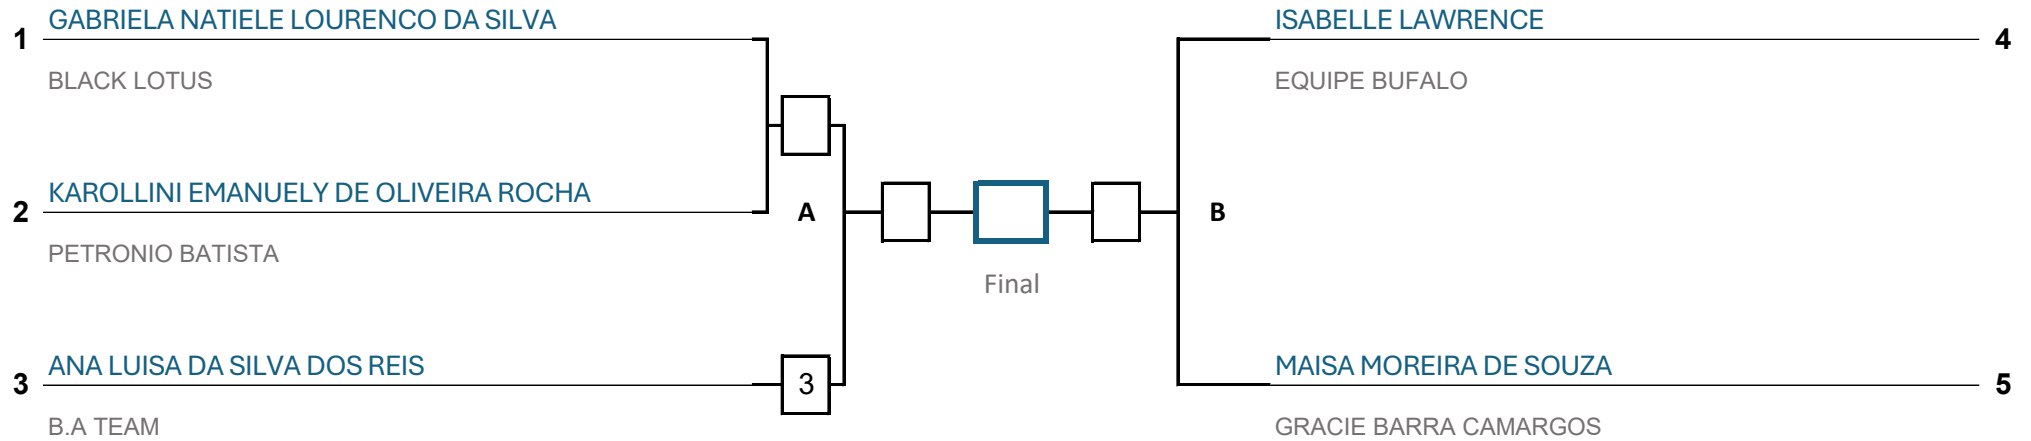 GABRIELA NATIELE LOURENCO DA SILVA
1
BLACK LOTUS
KAROLLINI EMANUELY DE OLIVEIRA ROCHA
2
A
PETRONIO BATISTA
ANA LUISA DA SILVA DOS REIS
3
3
B.A TEAM
Final
ISABELLE LAWRENCE
4
EQUIPE BUFALO
B
MAISA MOREIRA DE SOUZA
5
GRACIE BARRA CAMARGOS